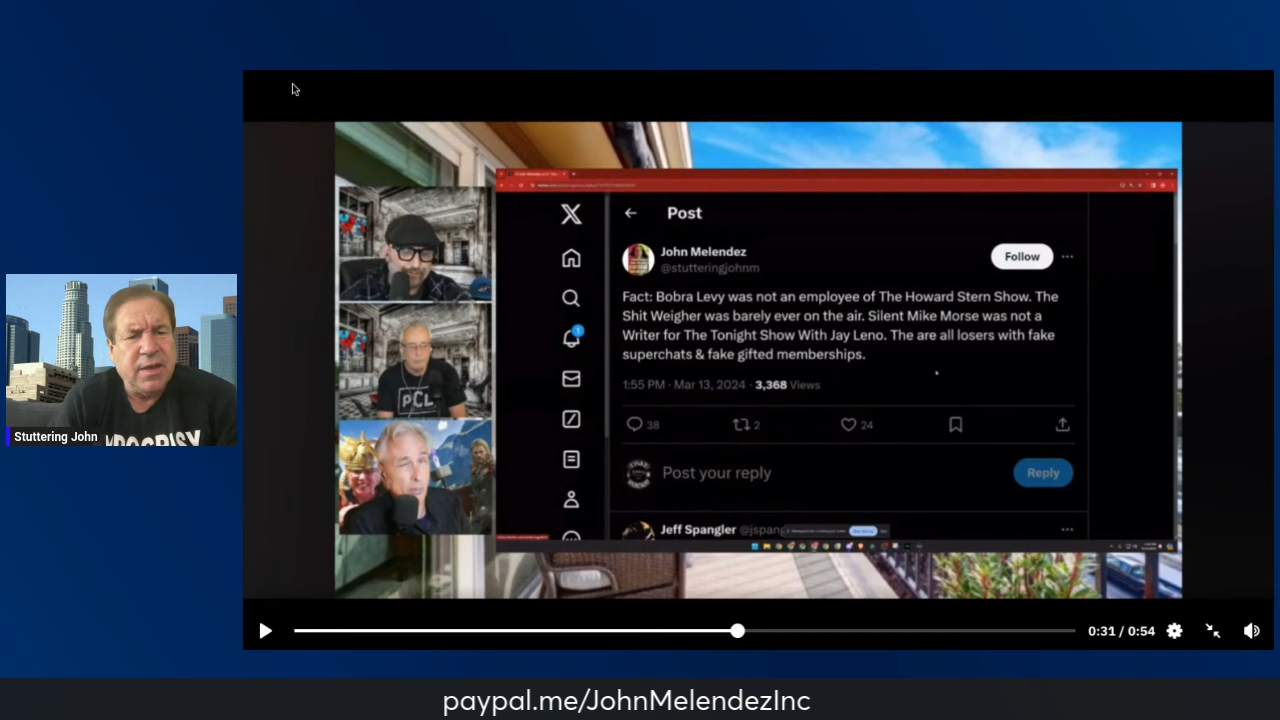 Post
John Melendez
@stutteringjohnm
Follow
Fact: Bobra Levy was not an employee of The Howard Stern Show. The
Shit Weigher was barely ever on the air. Silent Mike Morse was not a
Writer for The Tonight Show With Jay Leno. The are all losers with fake
superchats & fake gifted memberships.
1:55 PM · Mar 13, 2024 · 3,368 Views
38
2
24
Post your reply
Reply
Jeff Spangler @jspang
1
PCL
Stuttering John
0:31 / 0:54
paypal.me/JohnMelendezInc